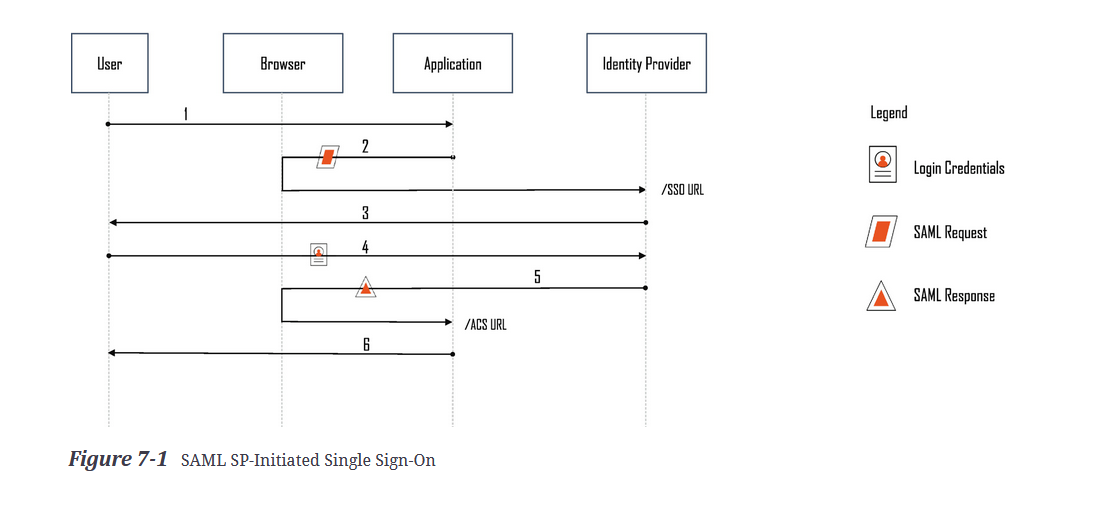 User
Browser
Application
Identity Provider
Legend
1
2
Login Credentials
/SSO URL
3
SAML Request
4
5
SAML Response
/ACS URL
6
Figure 7-1 SAML SP-Initiated Single Sign-On